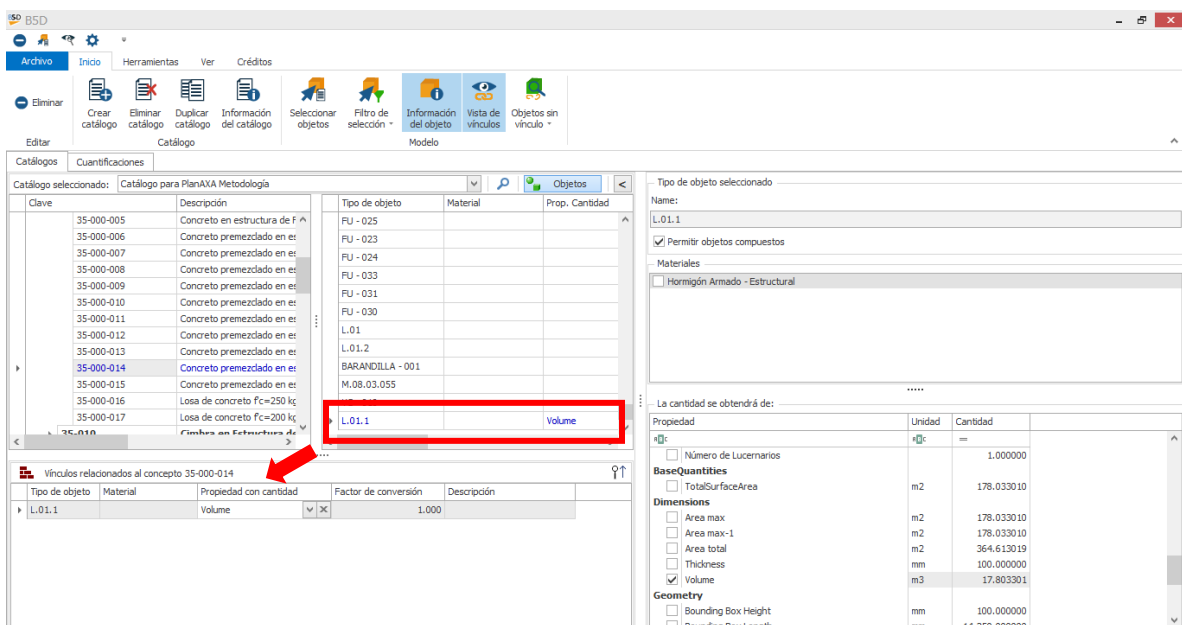 B5D
B5D
Archivo Inicio Herramientas Ver Créditos
Eliminar
Crear catálogo
Eliminar catálogo
Duplicar catálogo
Información del catálogo
Seleccionar objetos
Filtro de selección
Información del objeto
Vista de vínculos
Objetos sin vínculo
Editar Catálogo Modelo
Catálogos Cuantificaciones
Catálogo seleccionado: Catálogo para PlanAXA Metodología Objetos <
Clave Descripción
35-000-005 Concreto en estructura de F
35-000-006 Concreto premezclado en es
35-000-007 Concreto premezclado en es
35-000-008 Concreto premezclado en es
35-000-009 Concreto premezclado en es
35-000-010 Concreto premezclado en es
35-000-011 Concreto premezclado en es
35-000-012 Concreto premezclado en es
35-000-013 Concreto premezclado en es
35-000-014 Concreto premezclado en es
35-000-015 Concreto premezclado en es
35-000-016 Losa de concreto f'c=250 kg
35-000-017 Losa de concreto f'c=200 kg
35-010 Cimbra en Estructura de
Tipo de objeto Material Prop. Cantidad
FU - 025
FU - 023
FU - 024
FU - 033
FU - 031
FU - 030
L.01
L.01.2
BARANDILLA - 001
M.08.03.055
L.01.1 Volume
Vínculos relacionados al concepto 35-000-014
Tipo de objeto Material Propiedad con cantidad Factor de conversión Descripción
L.01.1 Volume 1.000
Tipo de objeto seleccionado
Name:
L.01.1
Permitir objetos compuestos
Materiales
Hormigón Armado - Estructural
La cantidad se obtendrá de:
Propiedad Unidad Cantidad
=
Número de Lucernarios 1.000000
BaseQuantities
TotalSurfaceArea m2 178.033010
Dimensions
Area max m2 178.033010
Area max-1 m2 178.033010
Area total m2 364.613019
Thickness mm 100.000000
Volume m3 17.803301
Geometry
Bounding Box Height mm 100.000000